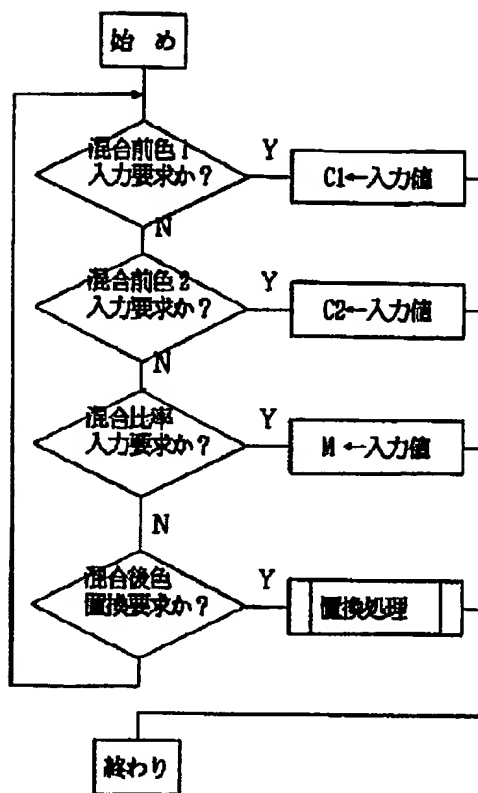 始 め
混合前色1
入力要求か？
Y
C1←入力値
N
混合前色2
入力要求か？
Y
C2←入力値
N
混合比率
入力要求か？
Y
M ←入力値
N
混合後色
置換要求か？
Y
置換処理
終わり